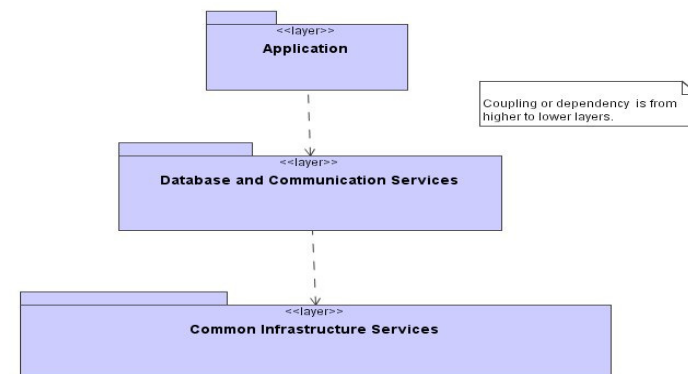 <<layer>>
Application
Coupling or dependency is from
higher to lower layers.
<<layer>>
Database and Communication Services
<<layer>>
Common Infrastructure Services